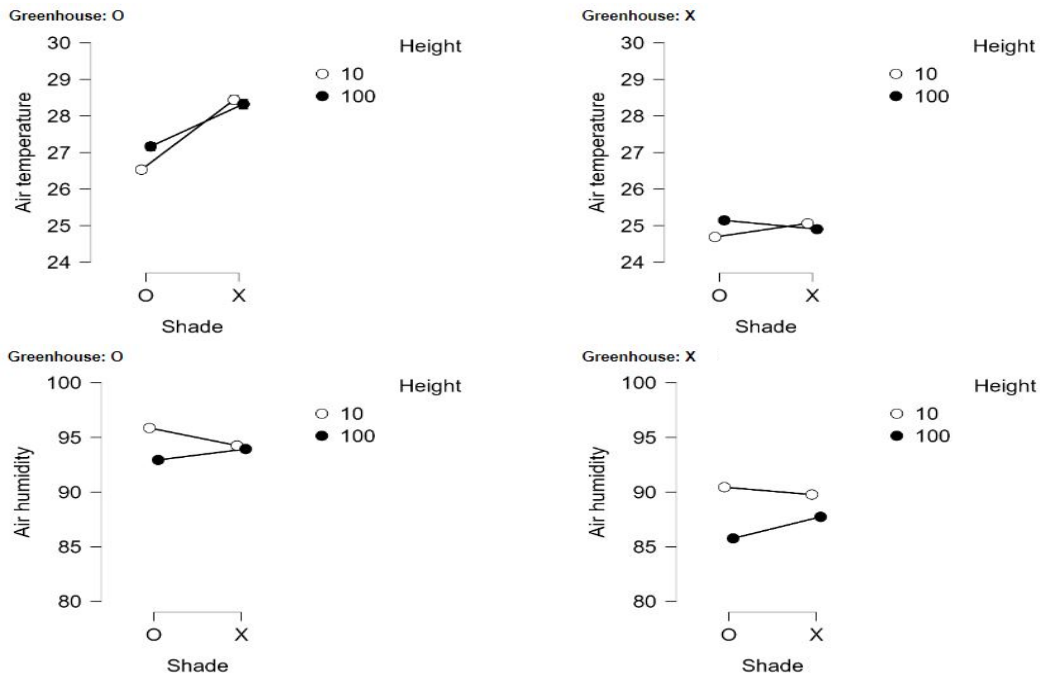 Greenhouse: O
30
29
28
27
26
25
24
Air temperature
Height
10
100
O X
Shade
Greenhouse: X
30
29
28
27
26
25
24
Air temperature
Height
10
100
O X
Shade
Greenhouse: O
100
95
90
85
80
Air humidity
Height
10
100
O X
Shade
Greenhouse: X
100
95
90
85
80
Air humidity
Height
10
100
O X
Shade